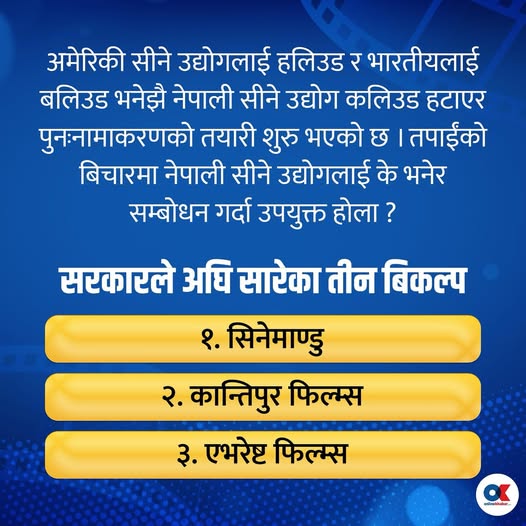 अमेरिकी सीने उद्योगलाई हलिउड र भारतीयलाई
बलिउड भनेझै नेपाली सीने उद्योग कलिउड हटाएर
पुनःनामाकरणको तयारी शुरु भएको छ । तपाईंको
बिचारमा नेपाली सीने उद्योगलाई के भनेर
सम्बोधन गर्दा उपयुक्त होला ?
सरकारले अघि सारेका तीन बिकल्प
१. सिनेमाण्डु
२. कान्तिपुर फिल्म्स
३. एभरेष्ट फिल्म्स
OK